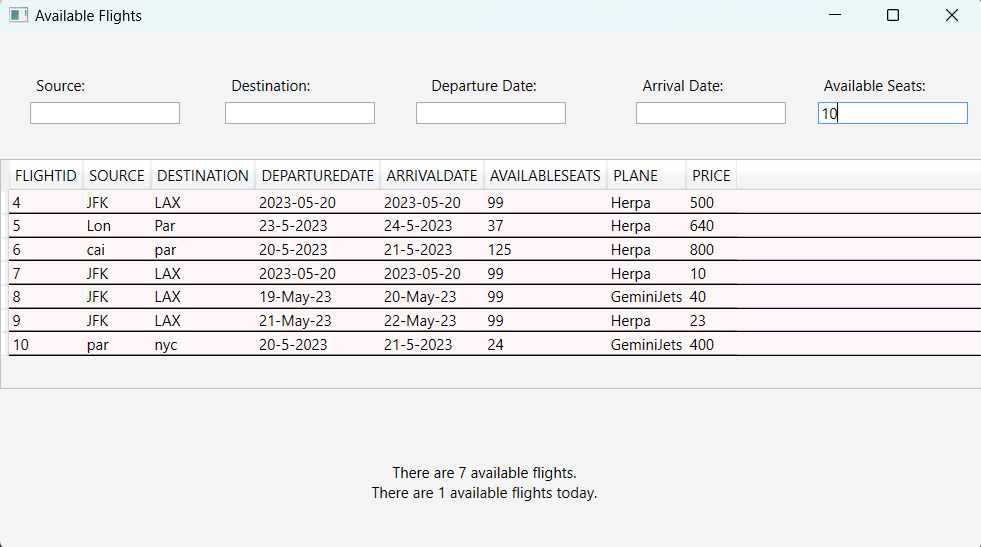 Available Flights
Source: Destination: Departure Date: Arrival Date: Available Seats:
10
FLIGHTID SOURCE DESTINATION DEPARTUREDATE ARRIVALDATE AVAILABLESEATS PLANE PRICE
4 JFK LAX 2023-05-20 2023-05-20 99 Herpa 500
5 Lon Par 23-5-2023 24-5-2023 37 Herpa 640
6 cai par 20-5-2023 21-5-2023 125 Herpa 800
7 JFK LAX 2023-05-20 2023-05-20 99 Herpa 10
8 JFK LAX 19-May-23 20-May-23 99 GeminiJets 40
9 JFK LAX 21-May-23 22-May-23 99 Herpa 23
10 par nyc 20-5-2023 21-5-2023 24 GeminiJets 400
There are 7 available flights.
There are 1 available flights today.